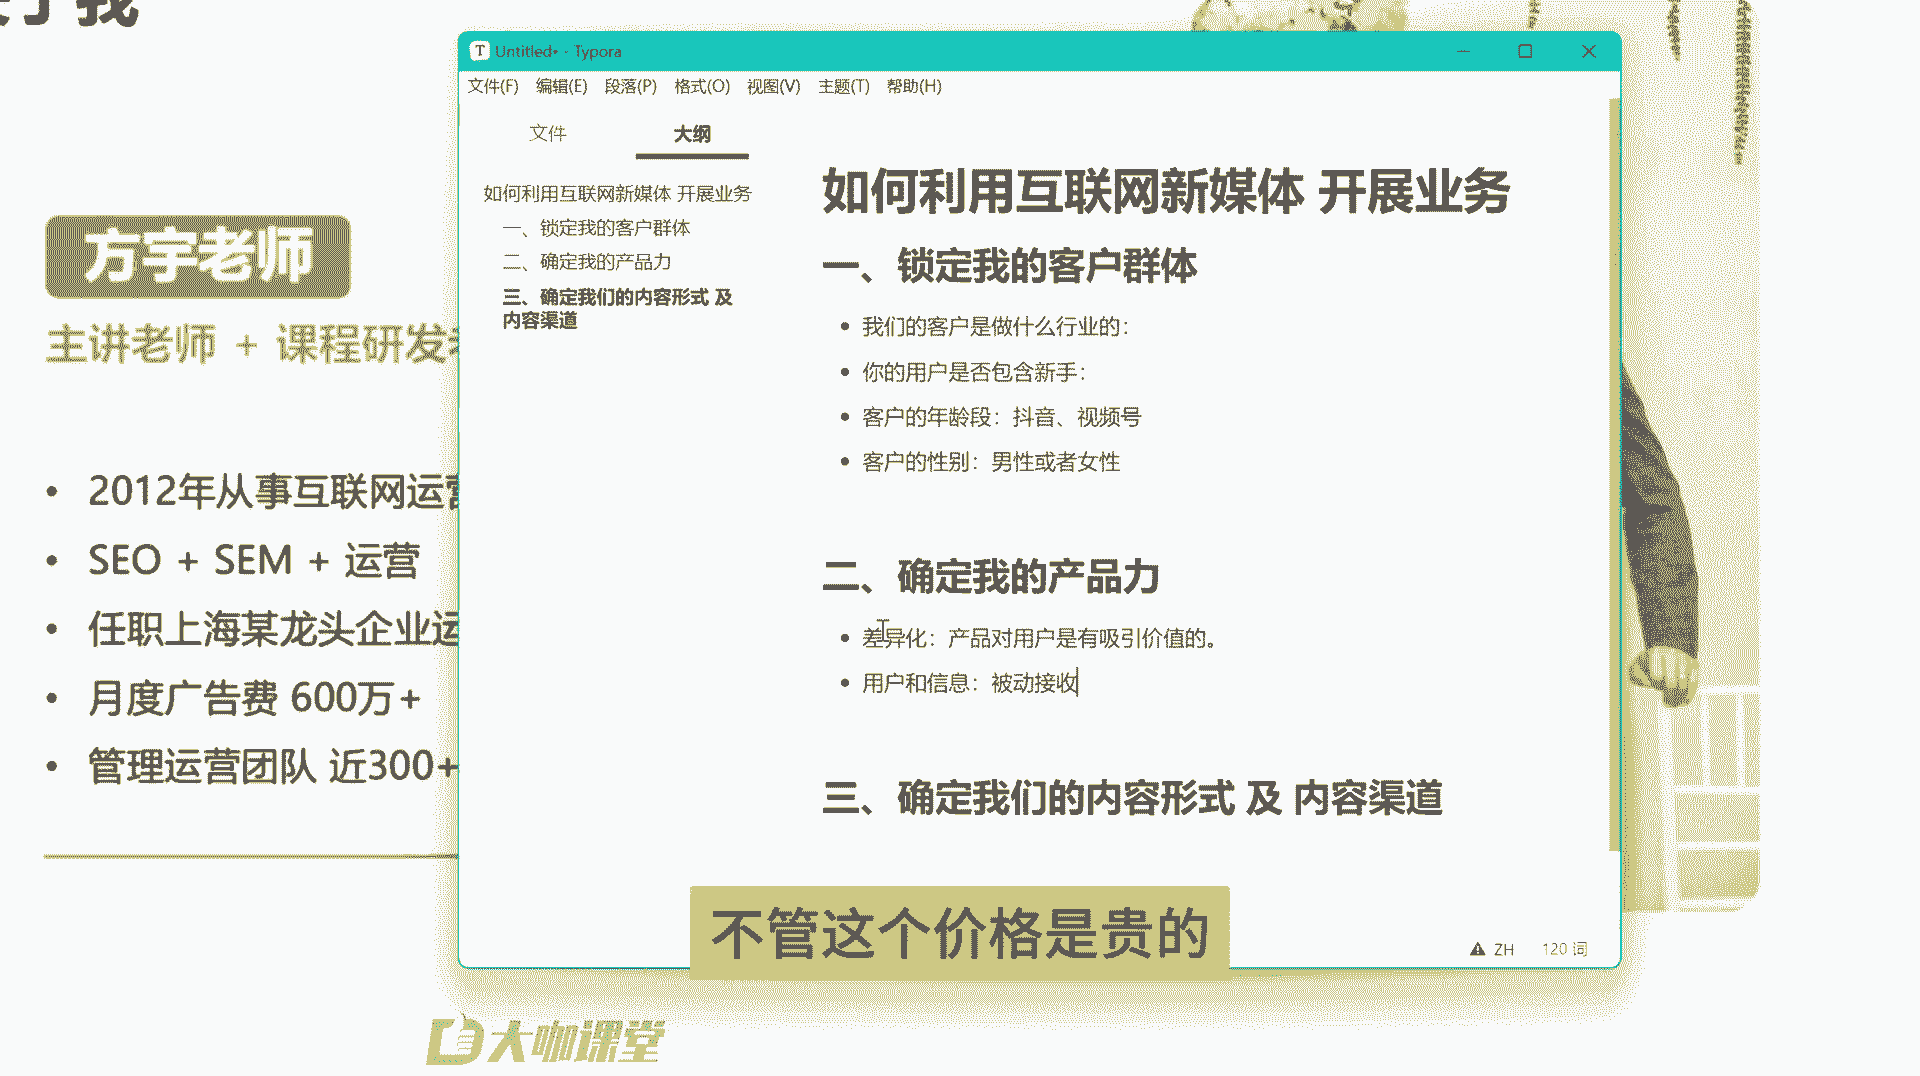 我
方宇老师
主讲老师 + 课程研发
2012年从事互联网运营
SEO + SEM + 运营
任职上海某龙头企业运
月度广告费 600万+
管理运营团队 近300+
Untitled• - Typora
文件(F) 编辑(E) 段落(P) 格式(O) 视图(V) 主题(T) 帮助(H)
文件 大纲
如何利用互联网新媒体 开展业务
一、锁定我的客户群体
二、确定我的产品力
三、确定我们的内容形式 及
内容渠道
如何利用互联网新媒体 开展业务
一、锁定我的客户群体
我们的客户是做什么行业的：
你的用户是否包含新手：
客户的年龄段：抖音、视频号
客户的性别：男性或者女性
二、确定我的产品力
差异化：产品对用户是有吸引价值的。
用户和信息：被动接收
三、确定我们的内容形式 及 内容渠道
ZH 120 词
不管这个价格是贵的
大咖课堂